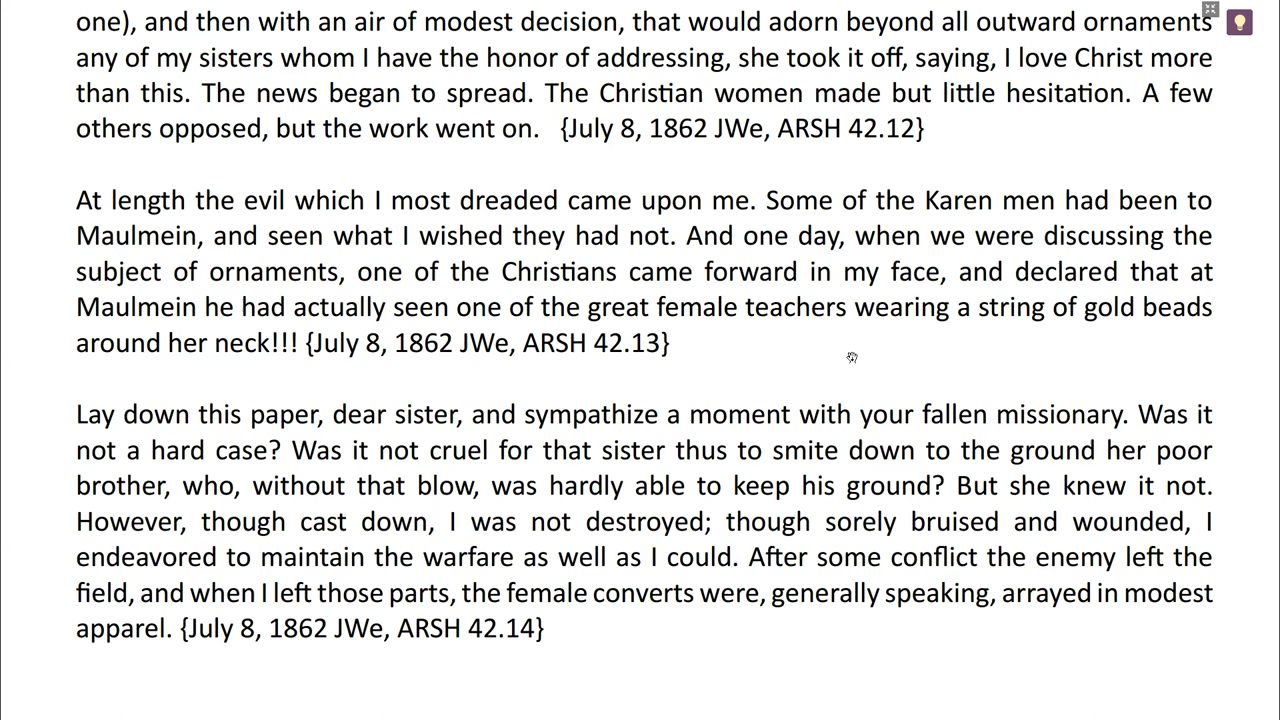 one), and then with an air of modest decision, that would adorn beyond all outward ornaments
any of my sisters whom I have the honor of addressing, she took it off, saying, I love Christ more
than this. The news began to spread. The Christian women made but little hesitation. A few
others opposed, but the work went on. {July 8, 1862 JWe, ARSH 42.12}
At length the evil which I most dreaded came upon me. Some of the Karen men had been to
Maulmein, and seen what I wished they had not. And one day, when we were discussing the
subject of ornaments, one of the Christians came forward in my face, and declared that at
Maulmein he had actually seen one of the great female teachers wearing a string of gold beads
around her neck!!! {July 8, 1862 JWe, ARSH 42.13}
Lay down this paper, dear sister, and sympathize a moment with your fallen missionary. Was it
not a hard case? Was it not cruel for that sister thus to smite down to the ground her poor
brother, who, without that blow, was hardly able to keep his ground? But she knew it not.
However, though cast down, I was not destroyed; though sorely bruised and wounded, I
endeavored to maintain the warfare as well as I could. After some conflict the enemy left the
field, and when I left those parts, the female converts were, generally speaking, arrayed in modest
apparel. {July 8, 1862 JWe, ARSH 42.14}